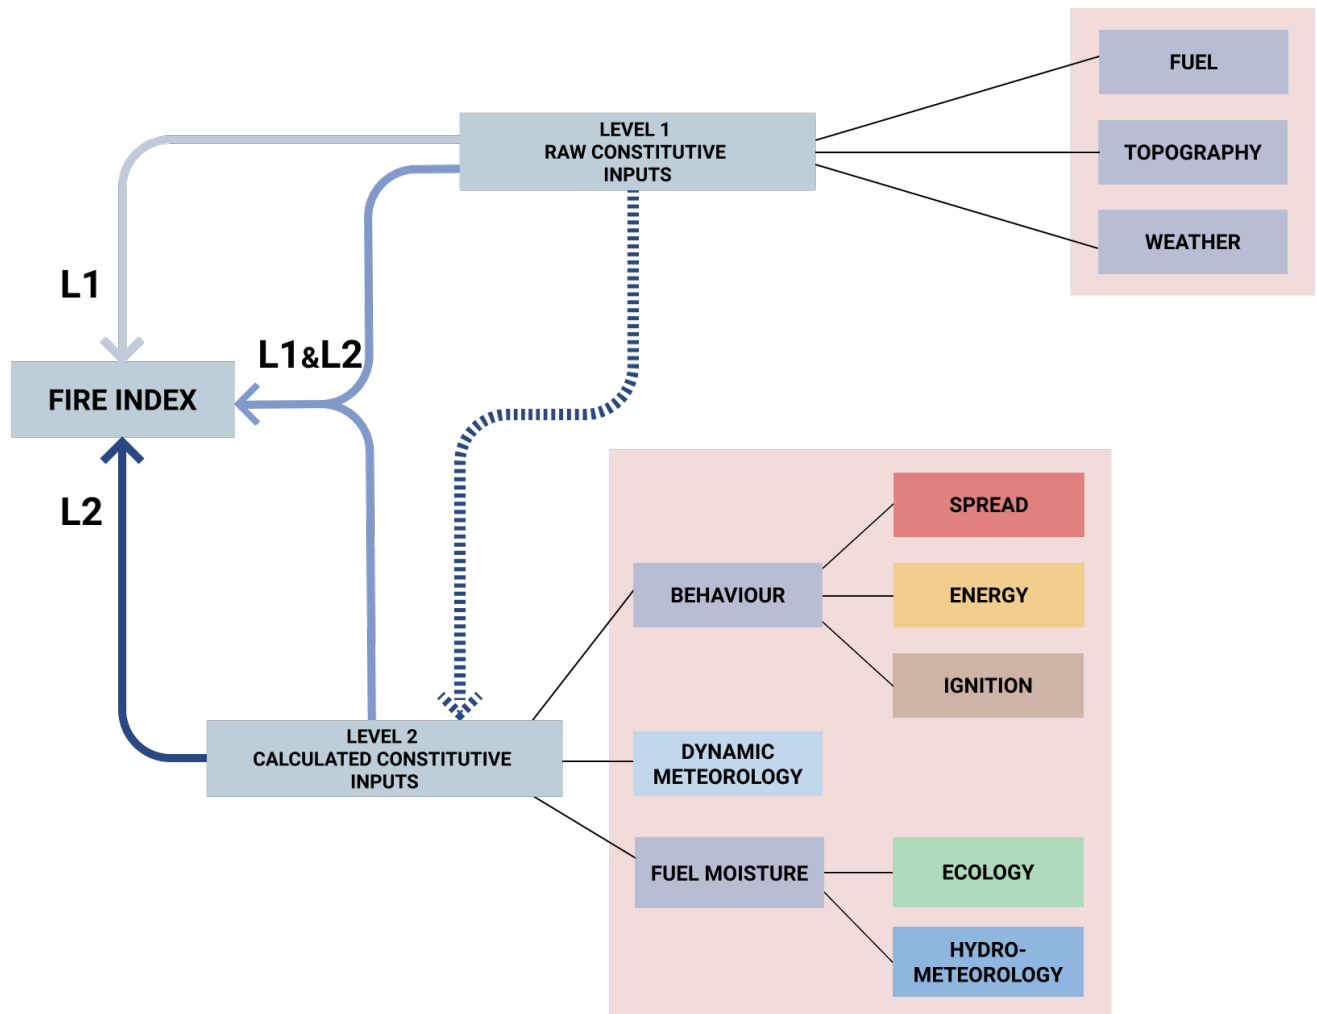 FUEL
LEVEL 1
RAW CONSTITUTIVE
INPUTS
TOPOGRAPHY
WEATHER
L1
L1&L2
FIRE INDEX
L2
SPREAD
BEHAVIOUR
ENERGY
IGNITION
LEVEL 2
CALCULATED CONSTITUTIVE
INPUTS
DYNAMIC
METEOROLOGY
FUEL MOISTURE
ECOLOGY
HYDRO-
METEOROLOGY